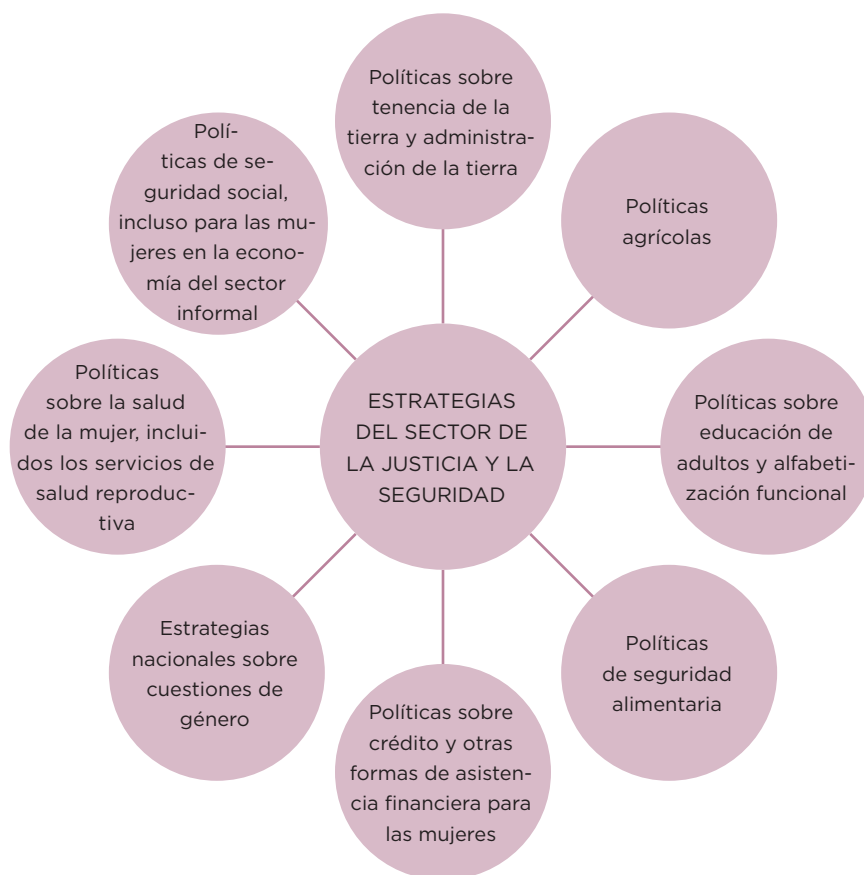 Políticas sobre
tenencia de la
tierra y administra-
ción de la tierra
Políticas
agrícolas
Políticas sobre
educación de
adultos y alfabeti-
zación funcional
Políticas
de seguridad
alimentaria
Políticas sobre
crédito y otras
formas de asisten-
cia financiera para
las mujeres
Estrategias
nacionales sobre
cuestiones de
género
Políticas
sobre la salud
de la mujer, inclui-
dos los servicios de
salud reproduc-
tiva
Polí-
ticas de se-
guridad social,
incluso para las mu-
jeres en la econo-
mía del sector
informal
ESTRATEGIAS
DEL SECTOR DE
LA JUSTICIA Y LA
SEGURIDAD